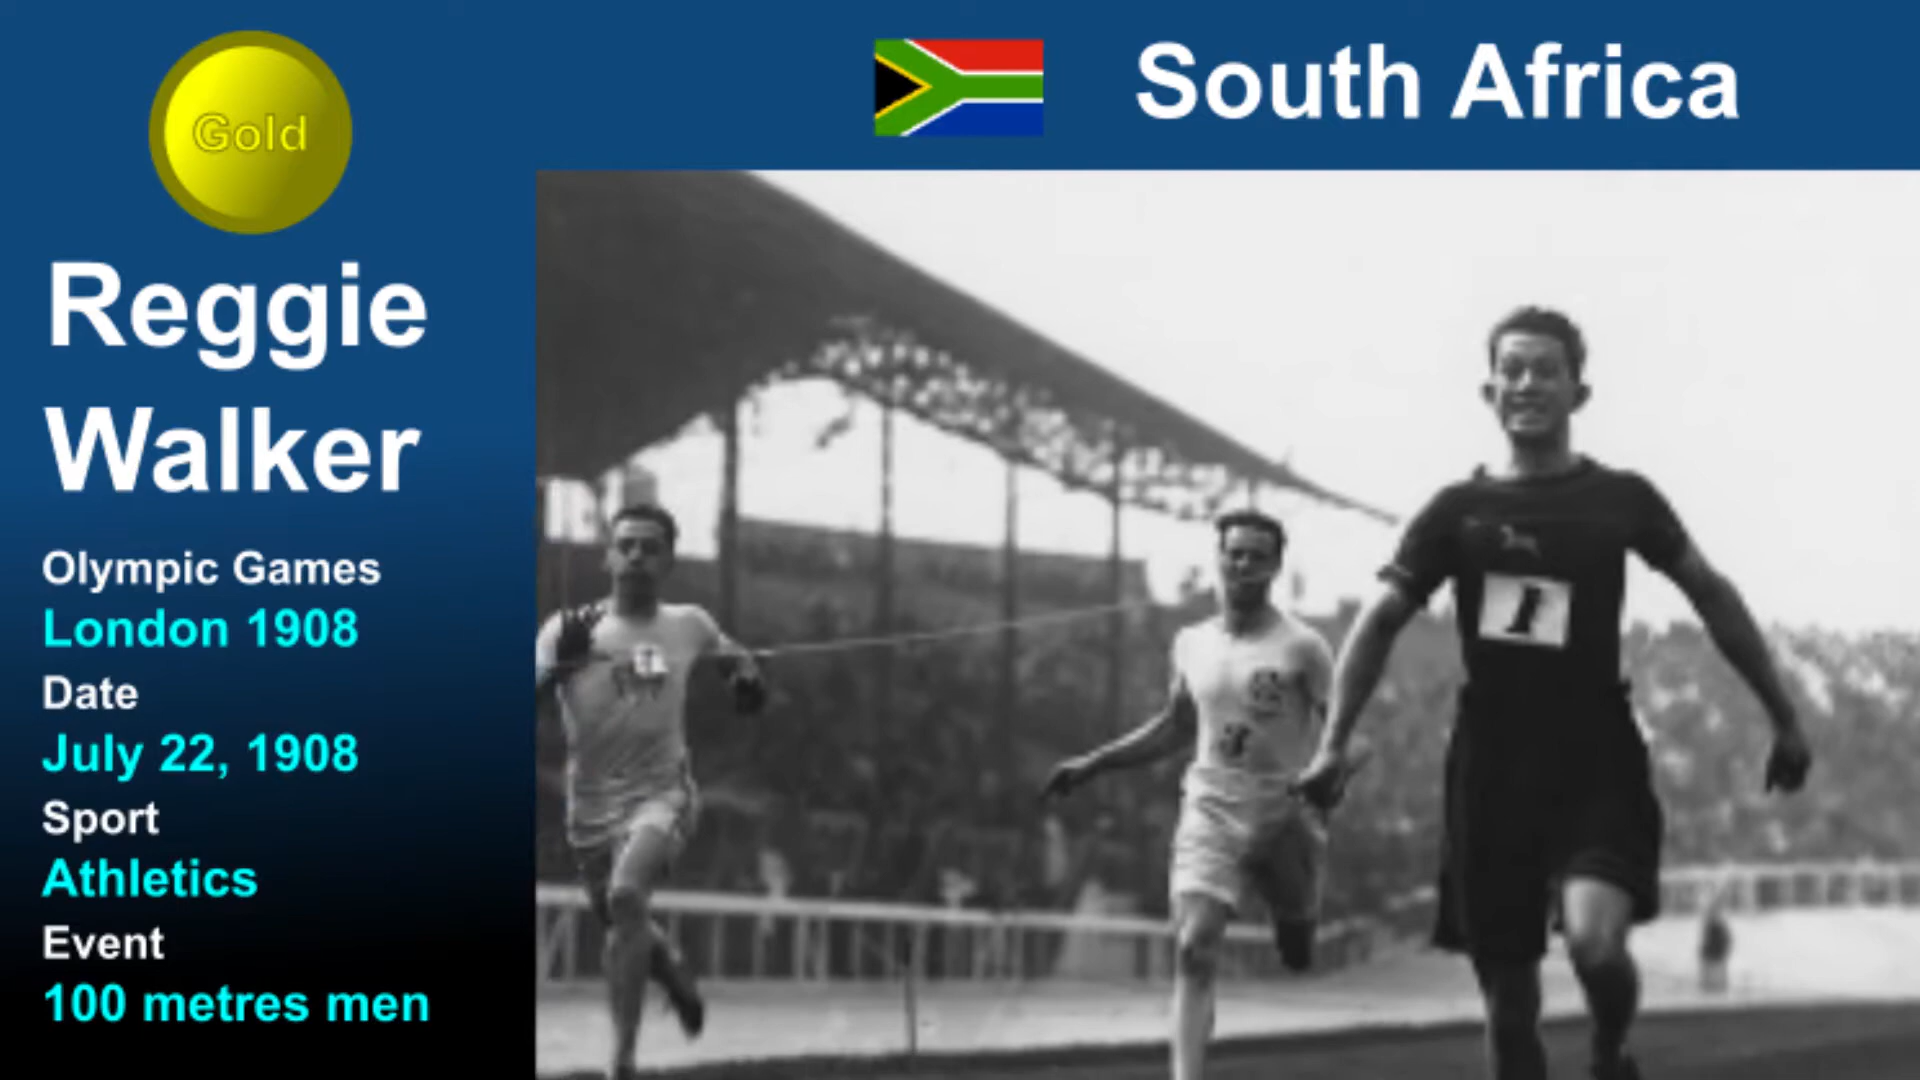 Gold
South Africa
Reggie
Walker
Olympic Games
London 1908
Date
July 22, 1908
Sport
Athletics
Event
100 metres men
1